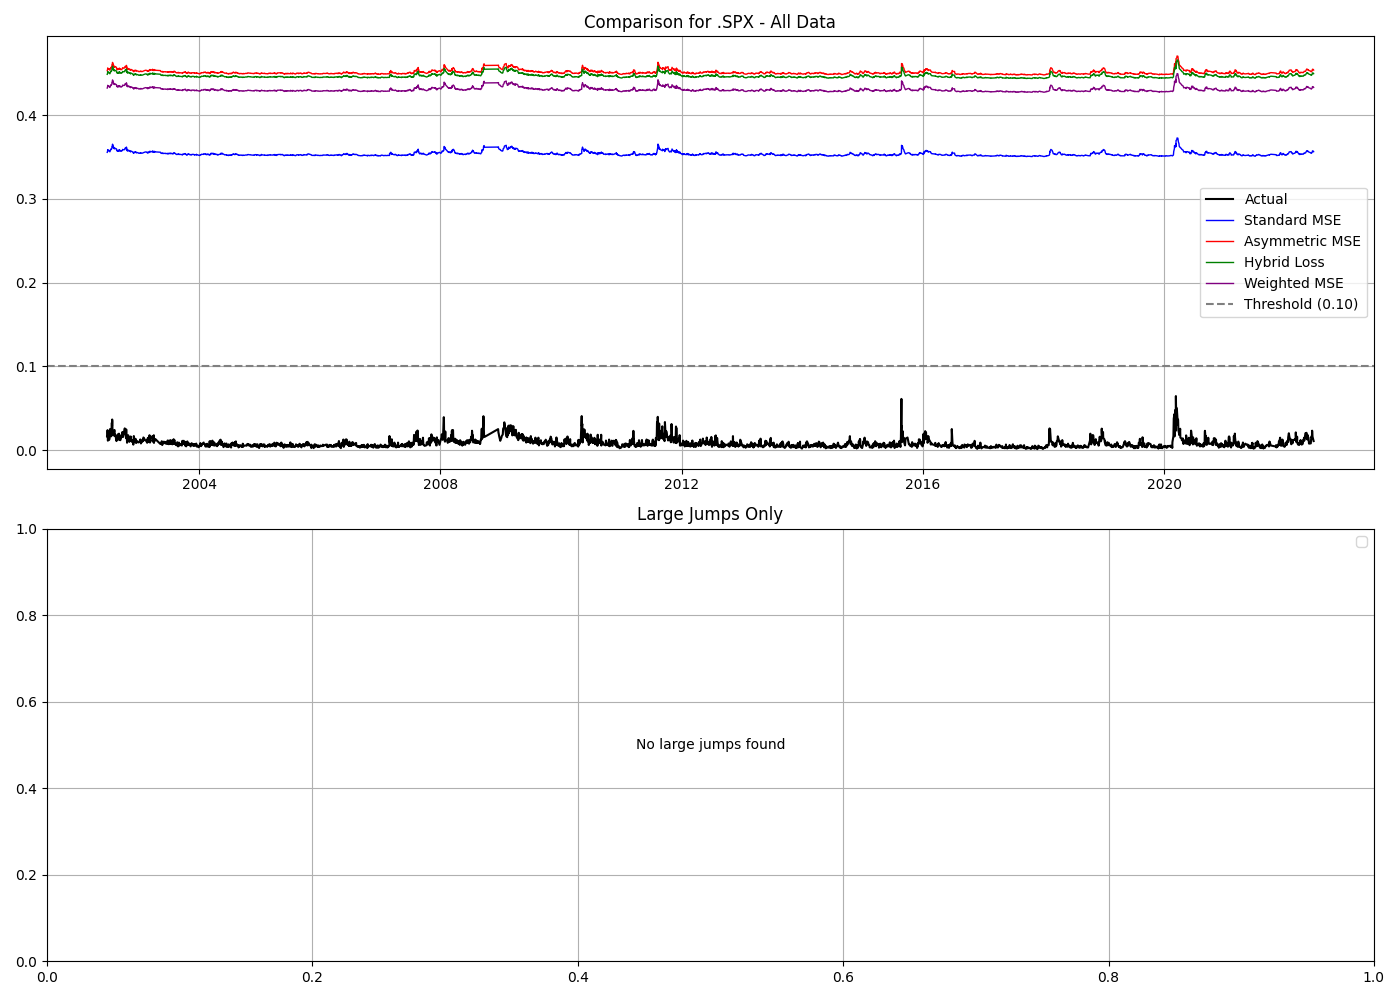 Comparison for .SPX - All Data
0.4
0.3
0.2
0.1
0.0
Actual
Standard MSE
Asymmetric MSE
Hybrid Loss
Weighted MSE
Threshold (0.10)
2004 2008 2012 2016 2020
Large Jumps Only
1.0
0.8
0.6
0.4
0.2
0.0
No large jumps found
0.0 0.2 0.4 0.6 0.8 1.0